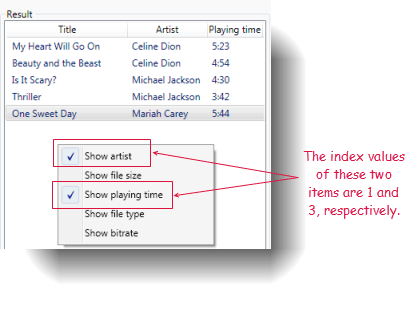 Result
Title Artist Playing time
My Heart Will Go On Celine Dion 5:23
Beauty and the Beast Celine Dion 4:54
Is It Scary? Michael Jackson 4:30
Thriller Michael Jackson 3:42
One Sweet Day Mariah Carey 5:44
Show artist
Show file size
Show playing time
Show file type
Show bitrate
The index values
of these two
items are 1 and
3, respectively.